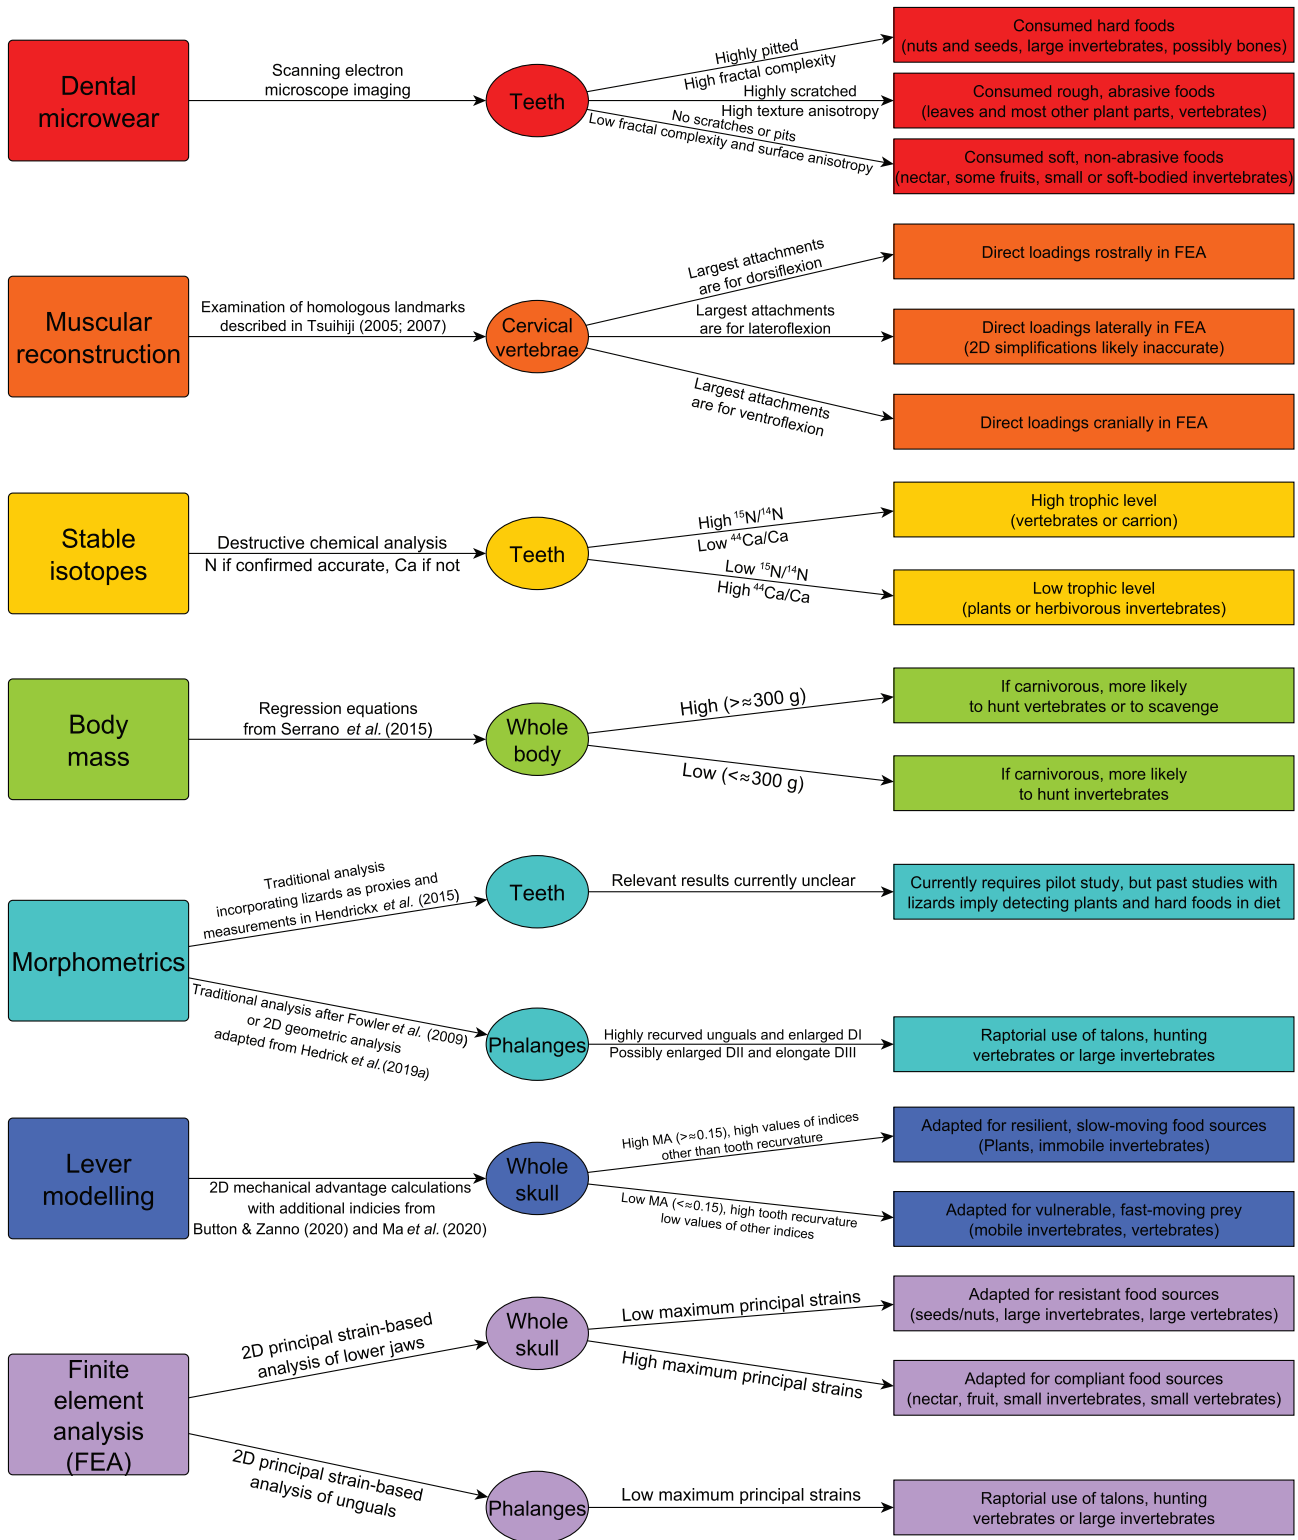 Dental
microwear
Scanning electron
microscope imaging
Teeth
Highly pitted
High fractal complexity
Highly scratched
High texture anisotropy
No scratches or pits
Low fractal complexity and surface anisotropy
Consumed hard foods
(nuts and seeds, large invertebrates, possibly bones)
Consumed rough, abrasive foods
(leaves and most other plant parts, vertebrates)
Consumed soft, non-abrasive foods
(nectar, some fruits, small or soft-bodied invertebrates)
Muscular
reconstruction
Examination of homologous landmarks
described in Tsuihiji (2005; 2007)
Cervical
vertebrae
Largest attachments
are for dorsiflexion
Largest attachments
are for lateroflexion
Largest attachments
are for ventroflexion
Direct loadings rostrally in FEA
Direct loadings laterally in FEA
(2D simplifications likely inaccurate)
Direct loadings cranially in FEA
Stable
isotopes
Destructive chemical analysis
N if confirmed accurate, Ca if not
Teeth
High ¹⁵N/¹⁴N
Low ⁴⁴Ca/Ca
Low ¹⁵N/¹⁴N
High ⁴⁴Ca/Ca
High trophic level
(vertebrates or carrion)
Low trophic level
(plants or herbivorous invertebrates)
Body
mass
Regression equations
from Serrano et al. (2015)
Whole
body
High (>≈300 g)
Low (<≈300 g)
If carnivorous, more likely
to hunt vertebrates or to scavenge
If carnivorous, more likely
to hunt invertebrates
Morphometrics
Traditional analysis
incorporating lizards as proxies and
measurements in Hendrickx et al. (2015)
Teeth
Relevant results currently unclear
Currently requires pilot study, but past studies with
lizards imply detecting plants and hard foods in diet
Traditional analysis after Fowler et al. (2009)
or 2D geometric analysis
adapted from Hedrick et al. (2019a)
Phalanges
Highly recurved unguals and enlarged DI
Possibly enlarged DII and elongate DIII
Raptorial use of talons, hunting
vertebrates or large invertebrates
Lever
modelling
2D mechanical advantage calculations
with additional indicies from
Button & Zanno (2020) and Ma et al. (2020)
Whole
skull
High MA (>≈0.15), high values of indices
other than tooth recurvature
Low MA (<≈0.15), high tooth recurvature
low values of other indices
Adapted for resilient, slow-moving food sources
(Plants, immobile invertebrates)
Adapted for vulnerable, fast-moving prey
(mobile invertebrates, vertebrates)
Finite
element
analysis
(FEA)
2D principal strain-based
analysis of lower jaws
Whole
skull
Low maximum principal strains
High maximum principal strains
Adapted for resistant food sources
(seeds/nuts, large invertebrates, large vertebrates)
Adapted for compliant food sources
(nectar, fruit, small invertebrates, small vertebrates)
2D principal strain-based
analysis of unguals
Phalanges
Low maximum principal strains
Raptorial use of talons, hunting
vertebrates or large invertebrates